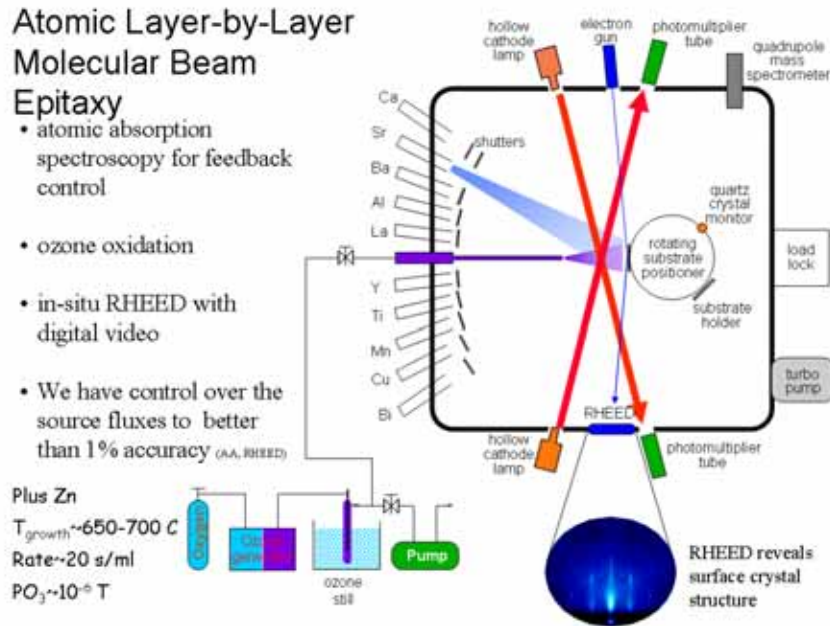 Atomic Layer-by-Layer
Molecular Beam
Epitaxy
• atomic absorption
spectroscopy for feedback
control
• ozone oxidation
• in-situ RHEED with
digital video
• We have control over the
source fluxes to better
than 1% accuracy (AA, RHEED)
Plus Zn
Tgrowth~650-700 C
Rate~20 s/ml
PO3~10-6 T
hollow
cathode
lamp
electron
gun
photomultiplier
tube
quadrupole
mass
spectrometer
Ca
Sr
Ba
Al
La
Y
Ti
Mn
Cu
Bi
shutters
quartz
crystal
monitor
rotating
substrate
positioner
substrate
holder
load
lock
turbo
pump
RHEED
hollow
cathode
lamp
photomultiplier
tube
Oxygen
Ozone
generator
ozone
still
Pump
RHEED reveals
surface crystal
structure